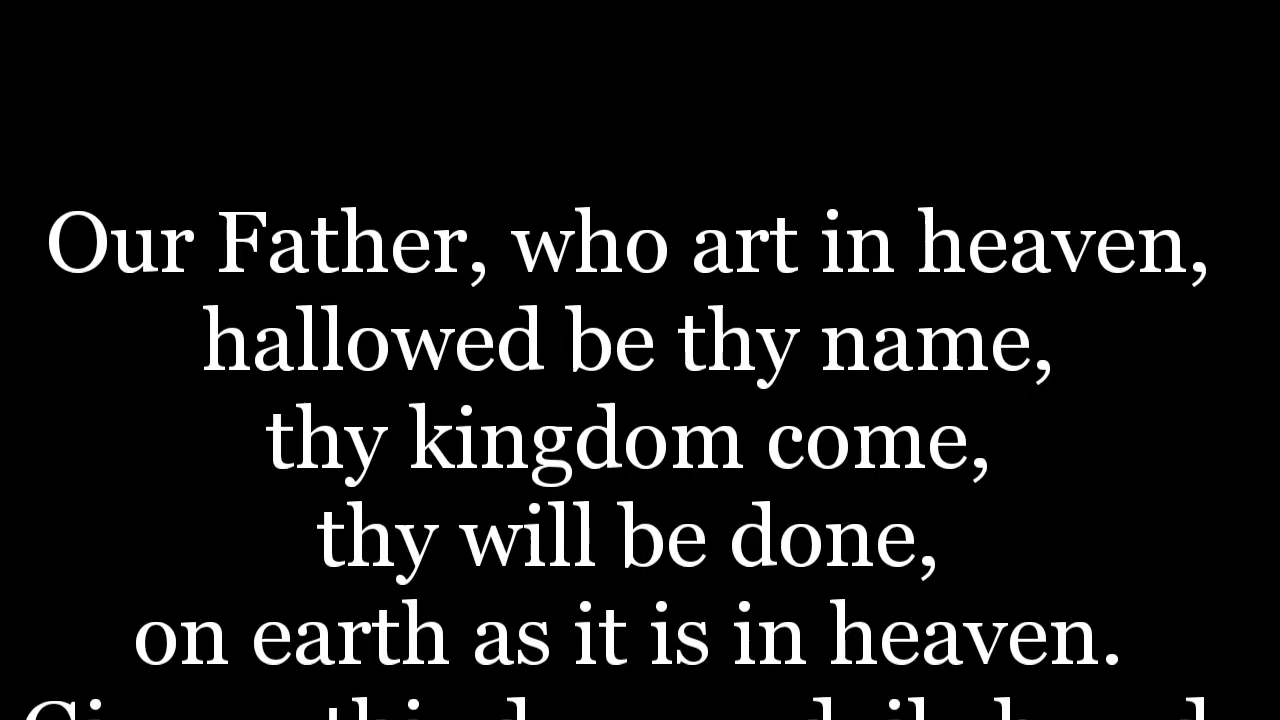 Our Father, who art in heaven,
hallowed be thy name,
thy kingdom come,
thy will be done,
on earth as it is in heaven.